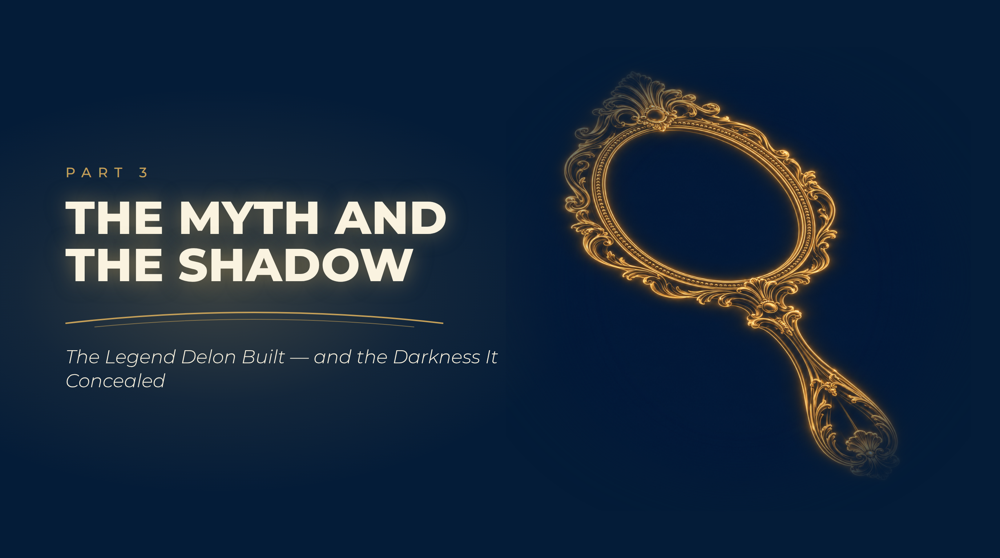 PART 3
THE MYTH AND
THE SHADOW
The Legend Delon Built — and the Darkness It
Concealed